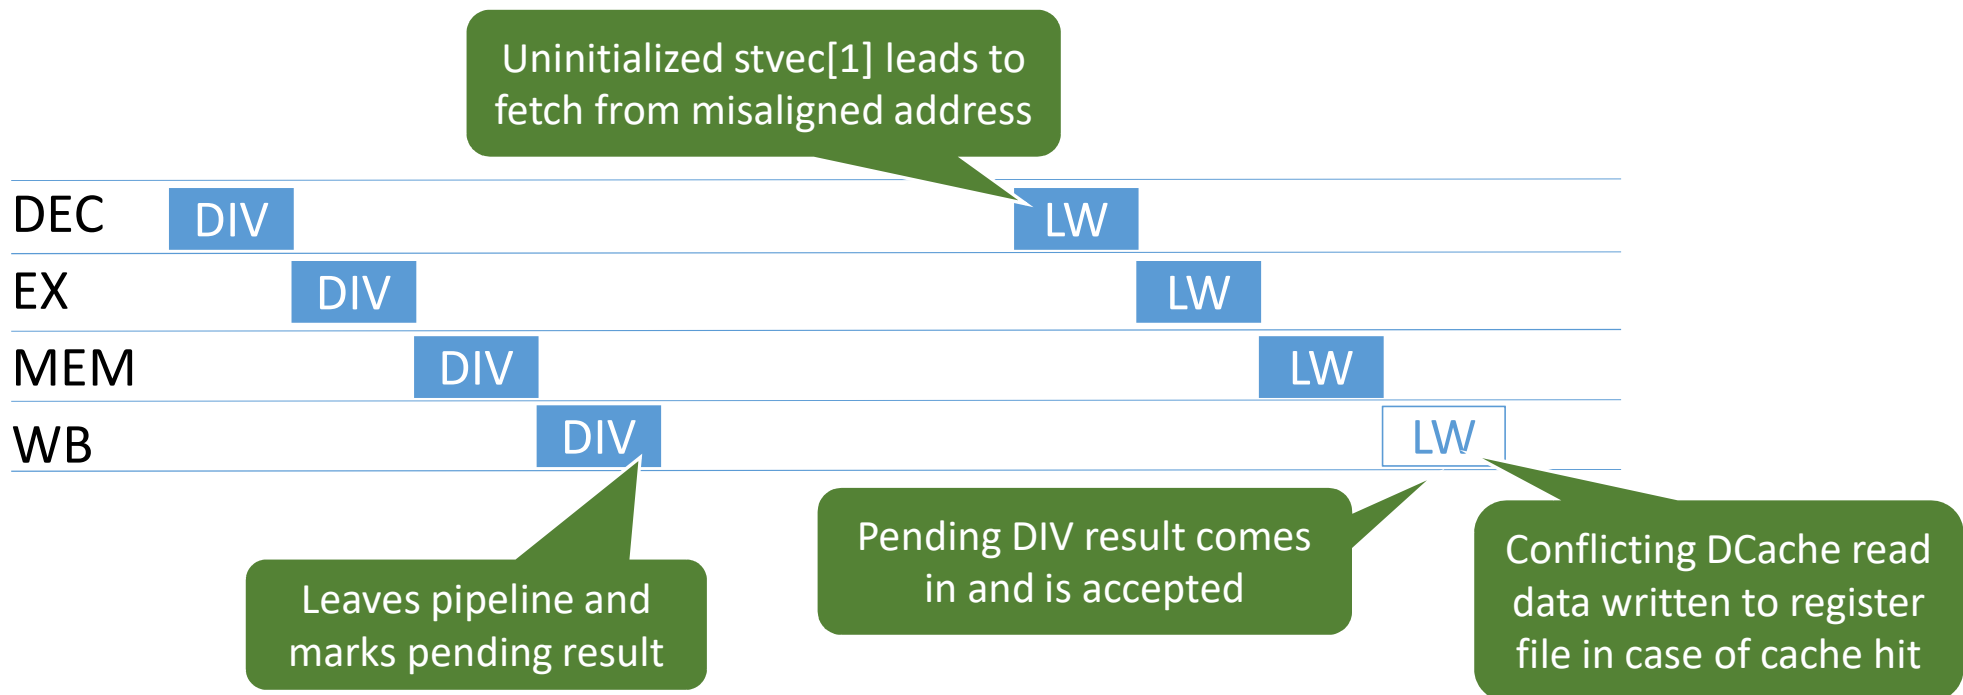 Uninitialized stvec[1] leads to
fetch from misaligned address
DEC DIV LW
EX DIV LW
MEM DIV LW
WB DIV LW
Leaves pipeline and
marks pending result
Pending DIV result comes
in and is accepted
Conflicting DCache read
data written to register
file in case of cache hit